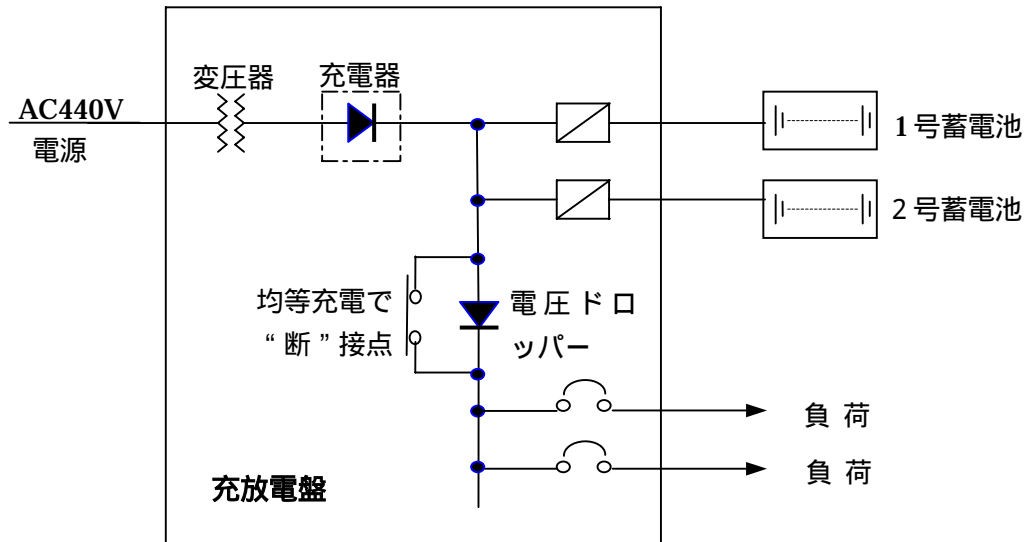 変圧器
充電器
AC440V
電源
1号蓄電池
2号蓄電池
均等充電で
“断”接点
電圧ドロ
ッパー
負荷
負荷
充放電盤